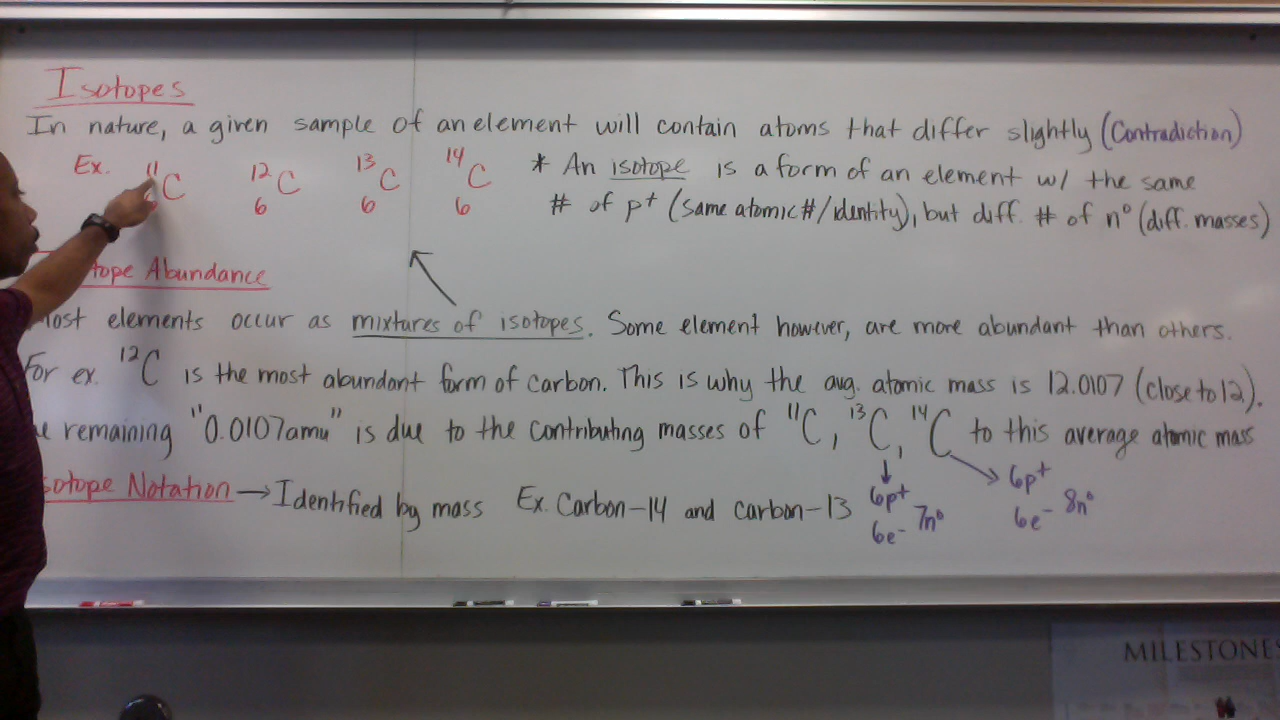 Isotopes
In nature, a given sample of an element will contain atoms that differ slightly (Contradiction)
Ex. 11 C 12 6 C 13 6 C 14 6 C
* An isotope is a form of an element w/ the same
# of p+ (same atomic#/identity), but diff. # of n° (diff. masses)
tope Abundance
Most elements occur as mixtures of isotopes. Some element however, are more abundant than others.
For ex. 12C is the most abundant form of carbon. This is why the avg. atomic mass is 12.0107 (close to 12).
remaining "0.0107amu" is due to the contributing masses of 11C, 13C, 14C to this average atomic mass
sotope Notation → Identified by mass Ex. Carbon-14 and carbon-13
6p+
6e- 7n°
6p+
6e- 8n°
MILESTONES